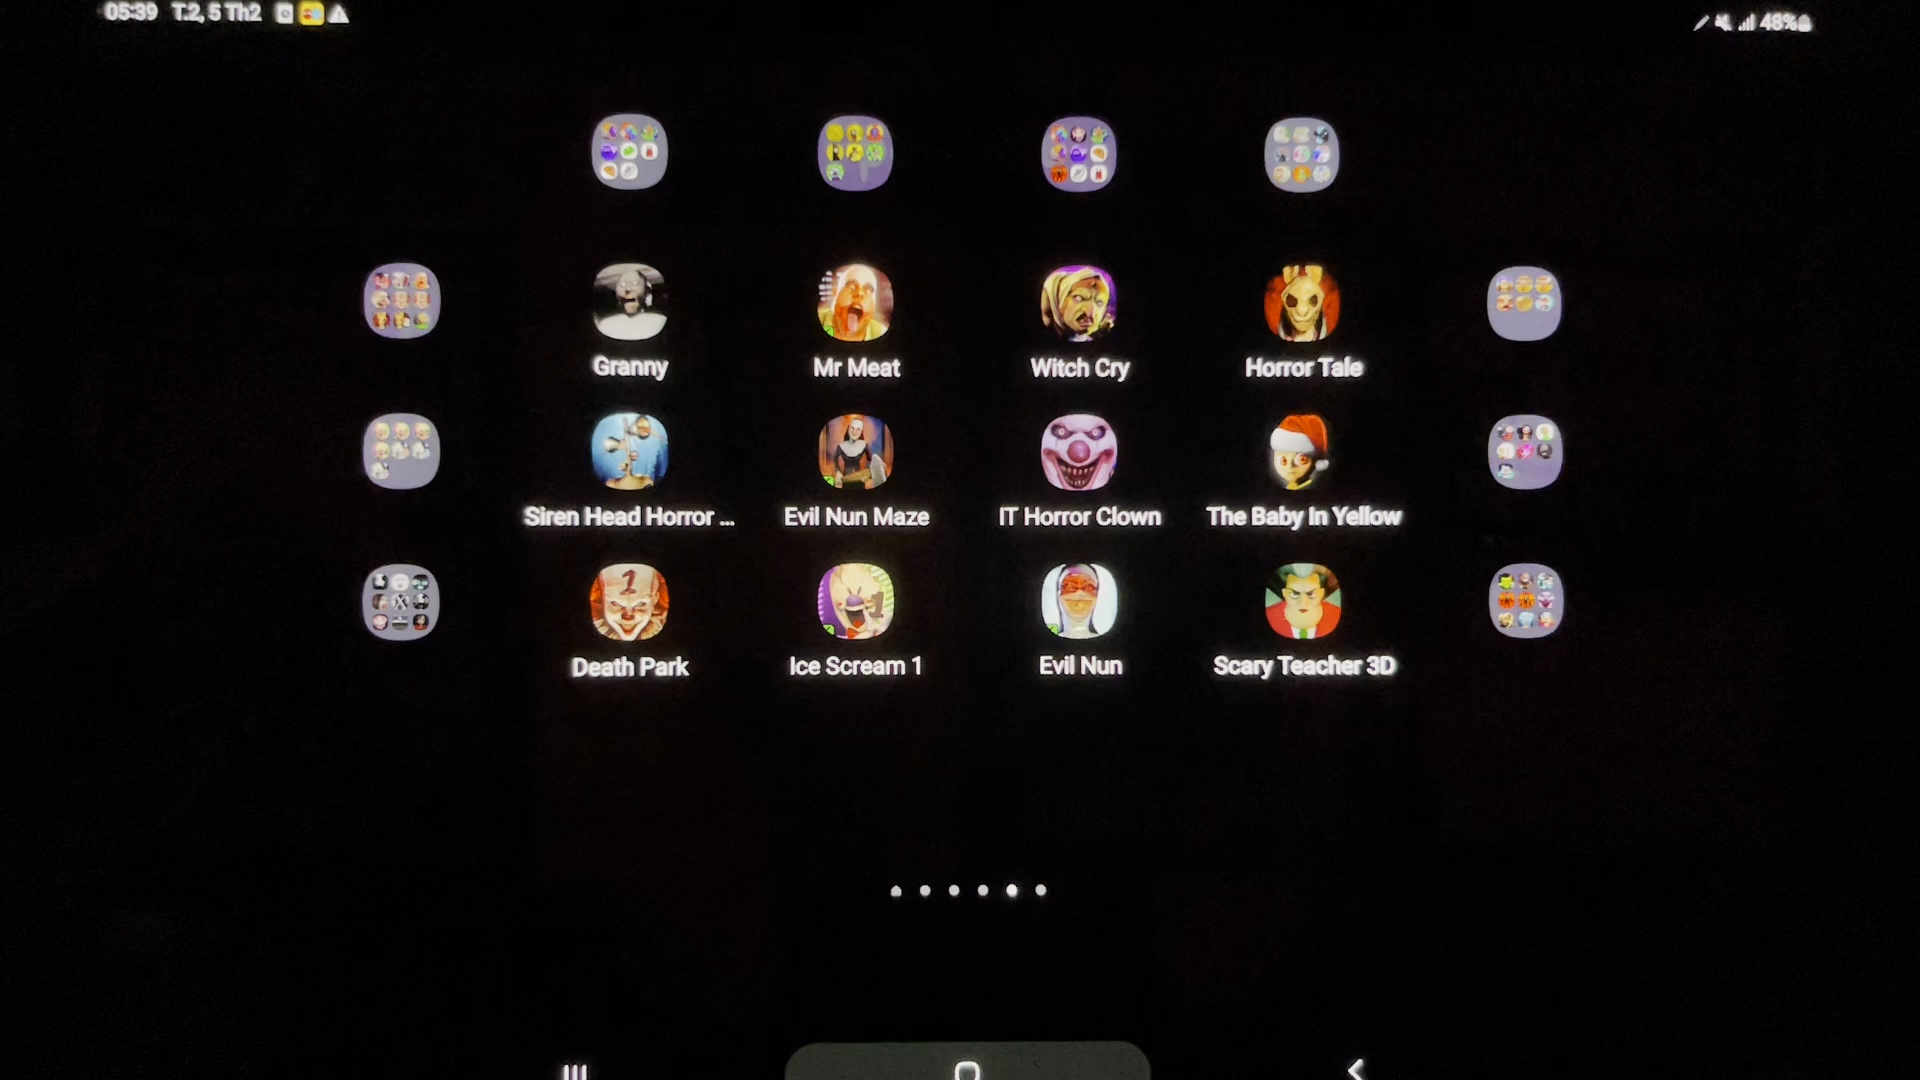 05:39 T.2, 5 Th2
48%
Granny
Mr Meat
Witch Cry
Horror Tale
Siren Head Horror ...
Evil Nun Maze
IT Horror Clown
The Baby In Yellow
Death Park
Ice Scream 1
Evil Nun
Scary Teacher 3D